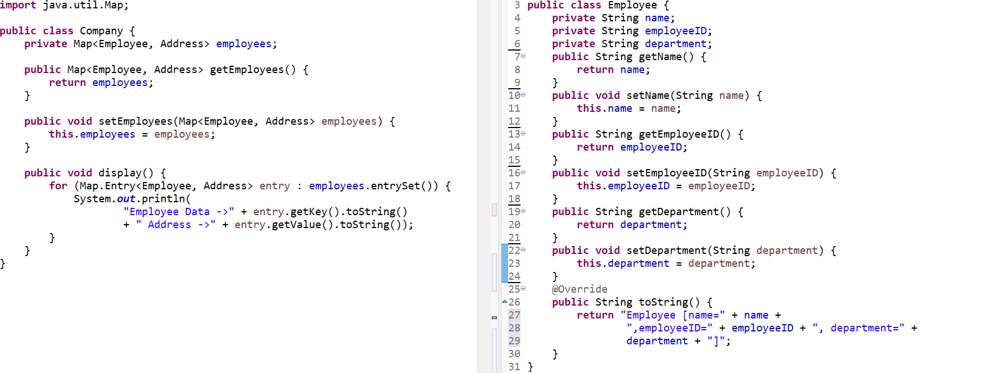 import java.util.Map;
public class Company {
private Map<Employee, Address> employees;
public Map<Employee, Address> getEmployees() {
return employees;
}
public void setEmployees(Map<Employee, Address> employees) {
this.employees = employees;
}
public void display() {
for (Map.Entry<Employee, Address> entry : employees.entrySet()) {
System.out.println(
"Employee Data ->" + entry.getKey().toString()
+ " Address ->" + entry.getValue().toString());
}
}
}
3 public class Employee {
4 private String name;
5 private String employeeID;
6 private String department;
7 public String getName() {
8 return name;
9 }
10 public void setName(String name) {
11 this.name = name;
12 }
13 public String getEmployeeID() {
14 return employeeID;
15 }
16 public void setEmployeeID(String employeeID) {
17 this.employeeID = employeeID;
18 }
19 public String getDepartment() {
20 return department;
21 }
22 public void setDepartment(String department) {
23 this.department = department;
24 }
25 @Override
26 public String toString() {
27 return "Employee [name=" + name +
28 ",employeeID=" + employeeID + ", department=" +
29 department + "]";
30 }
31 }